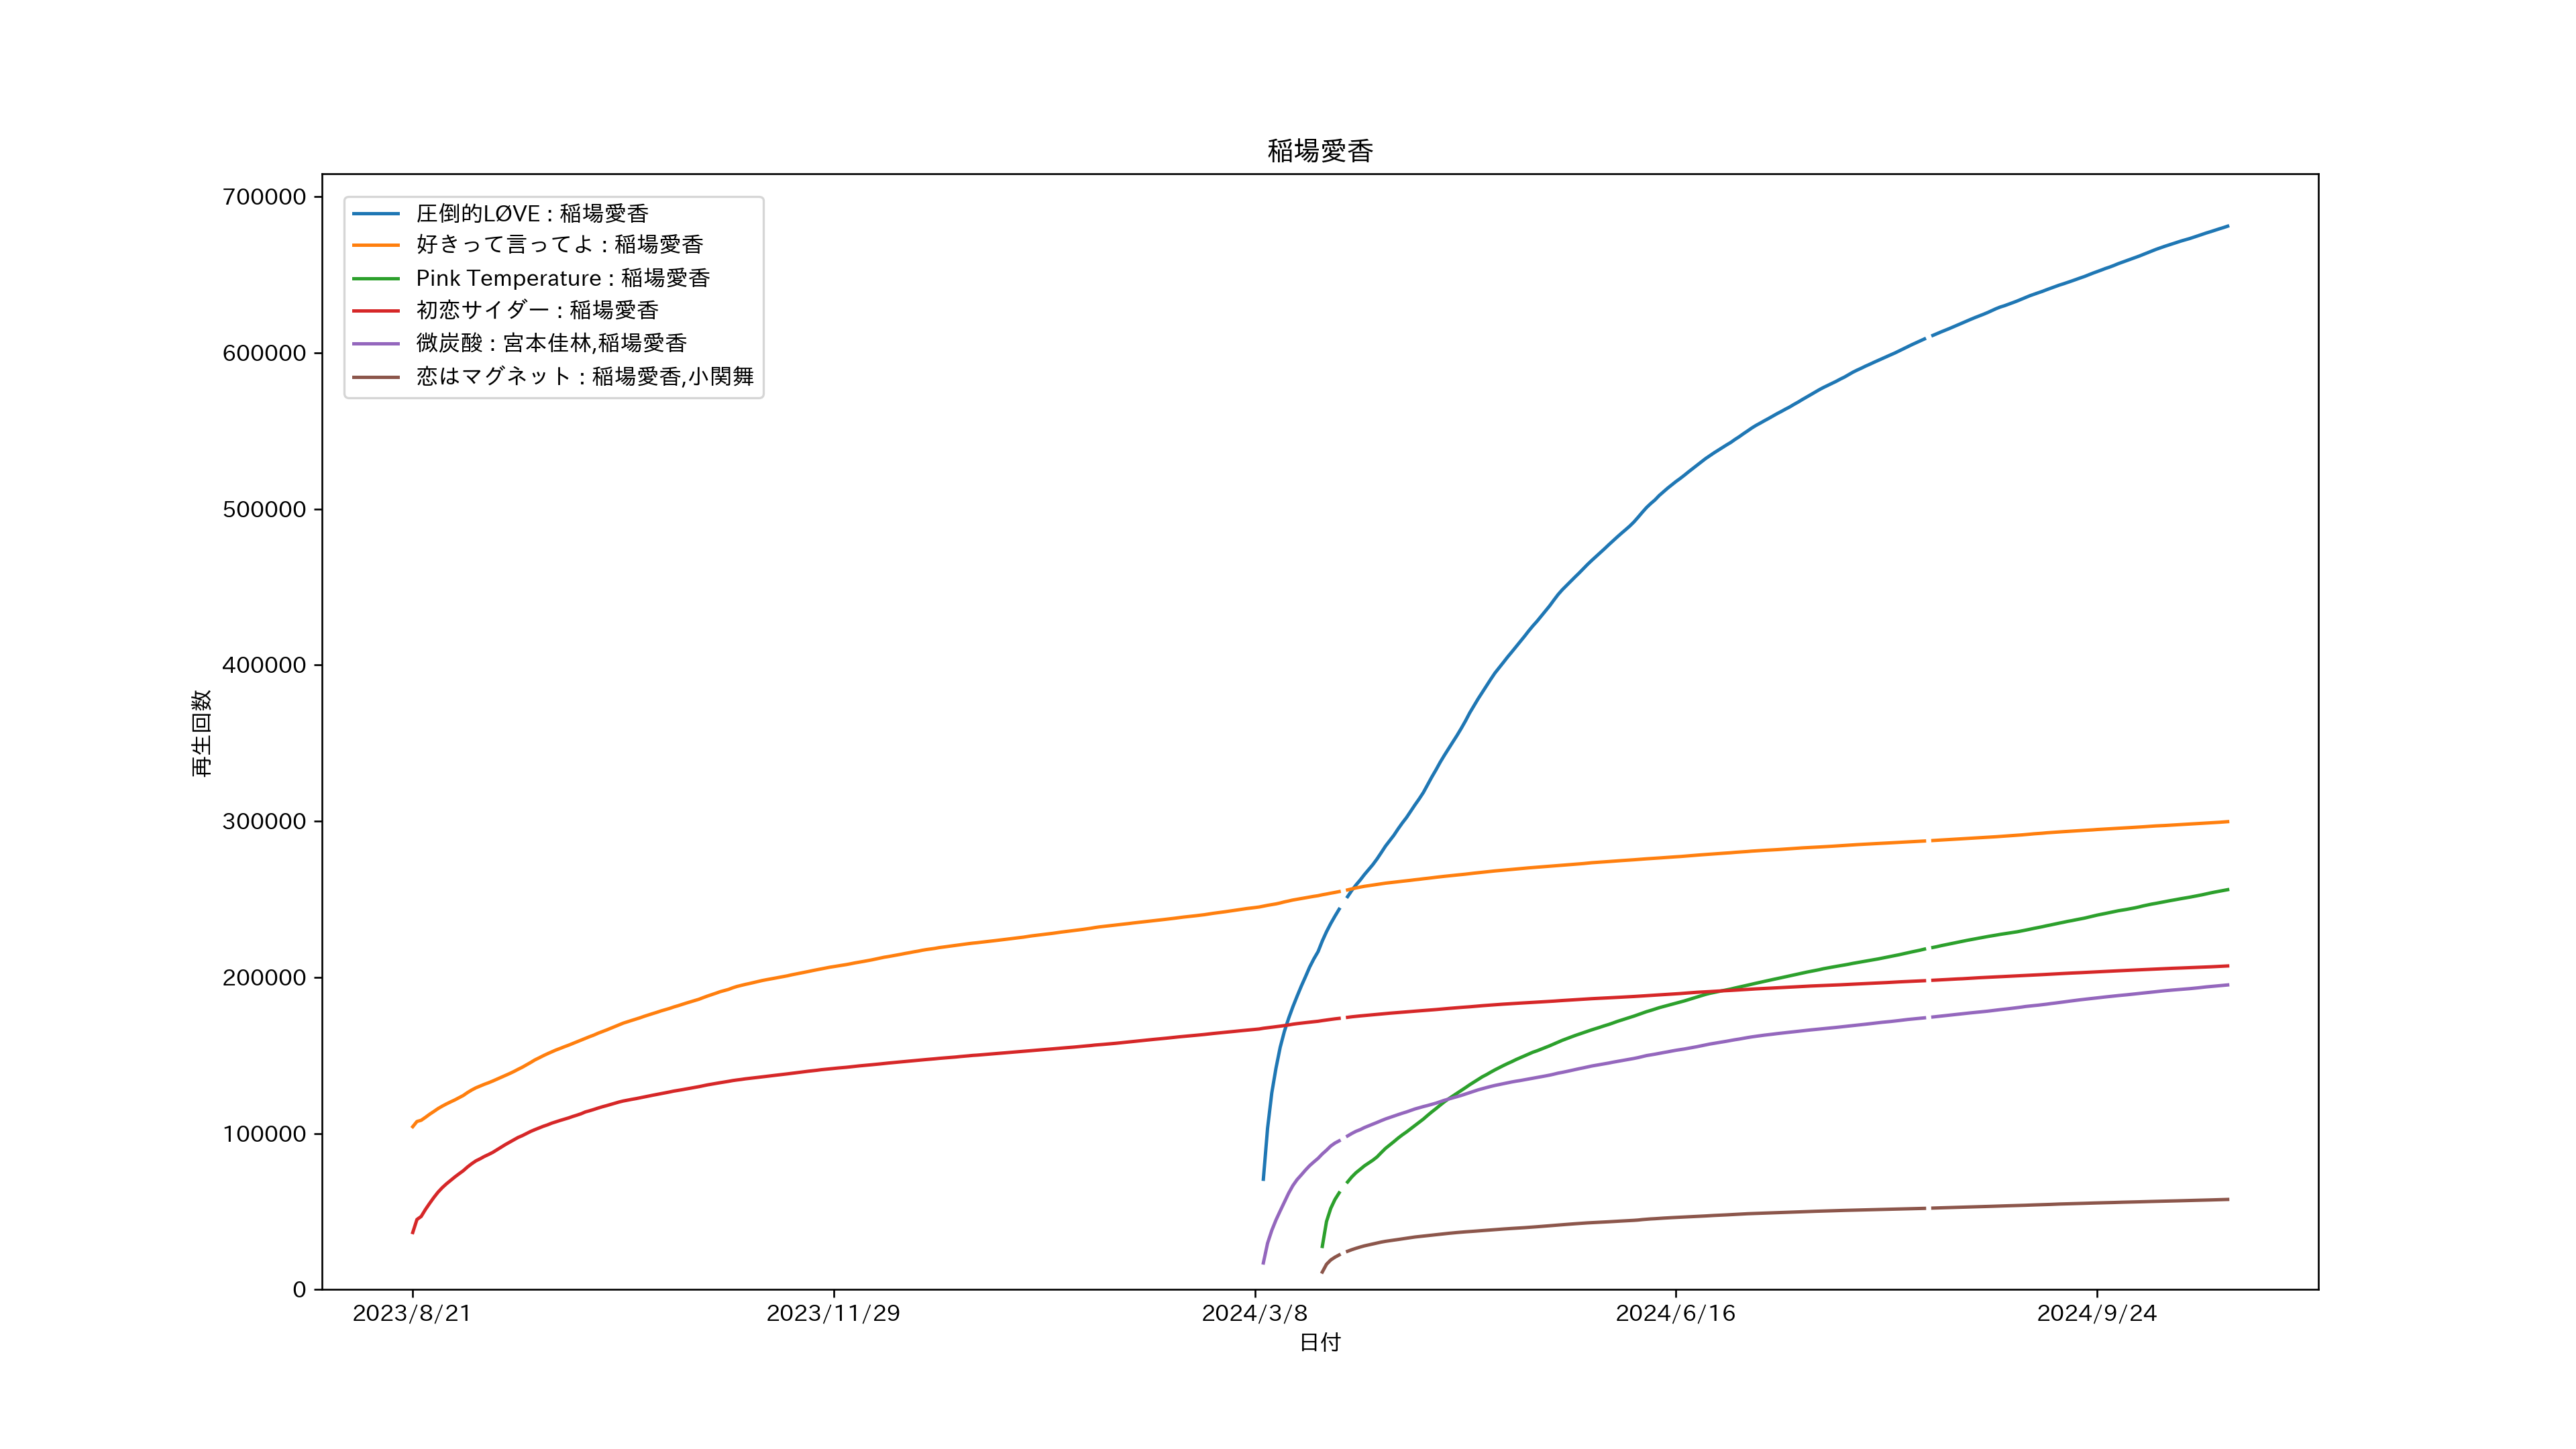 稲場愛香
700000
600000
500000
400000
300000
200000
100000
0
再生回数
圧倒的LØVE : 稲場愛香
好きって言ってよ : 稲場愛香
Pink Temperature : 稲場愛香
初恋サイダー : 稲場愛香
微炭酸 : 宮本佳林,稲場愛香
恋はマグネット : 稲場愛香,小関舞
2023/8/21
2023/11/29
2024/3/8
2024/6/16
2024/9/24
日付